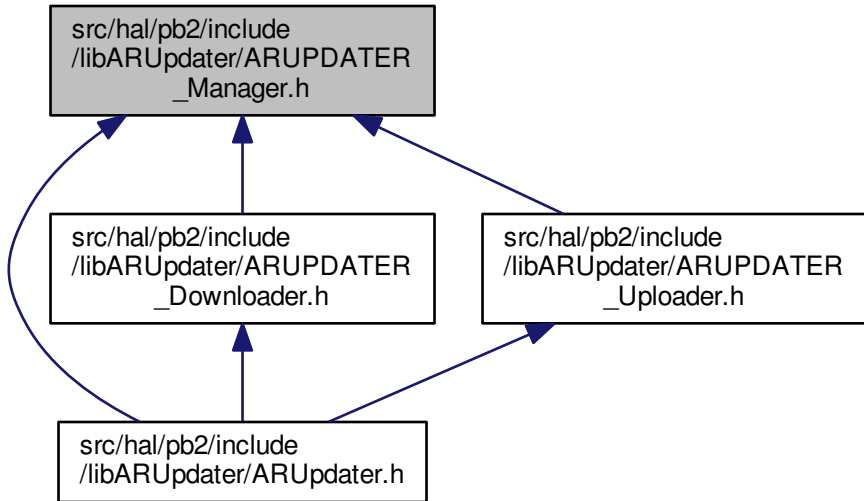 src/hal/pb2/include
/libARUpdater/ARUPDATER
_Manager.h
src/hal/pb2/include
/libARUpdater/ARUPDATER
_Downloader.h
src/hal/pb2/include
/libARUpdater/ARUPDATER
_Uploader.h
src/hal/pb2/include
/libARUpdater/ARUpdater.h